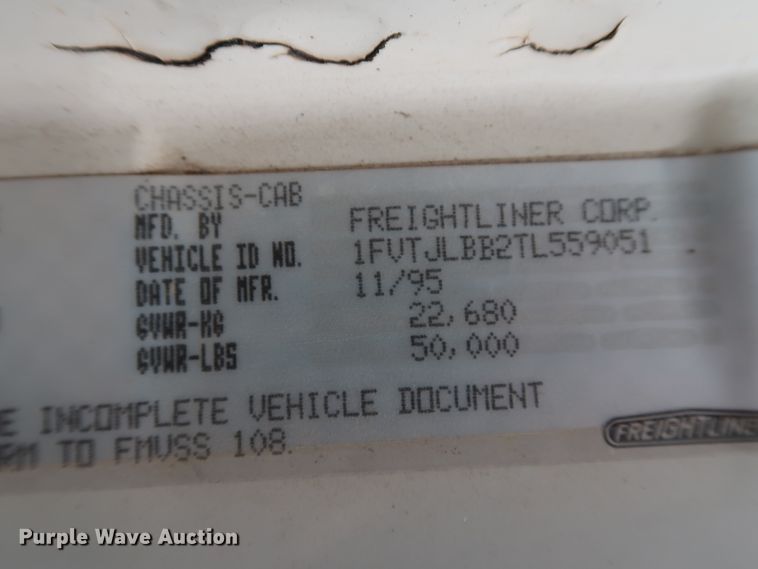 CHASSIS-CAB
MFD. BY FREIGHTLINER CORP.
VEHICLE ID NO. 1FVTJLBB2TL559051
DATE OF MFR. 11/95
GVWR-KG 22,680
GVWR-LBS 50,000
E INCOMPLETE VEHICLE DOCUMENT
RM TO FMVSS 108.
FREIGHTLINER
Purple Wave Auction